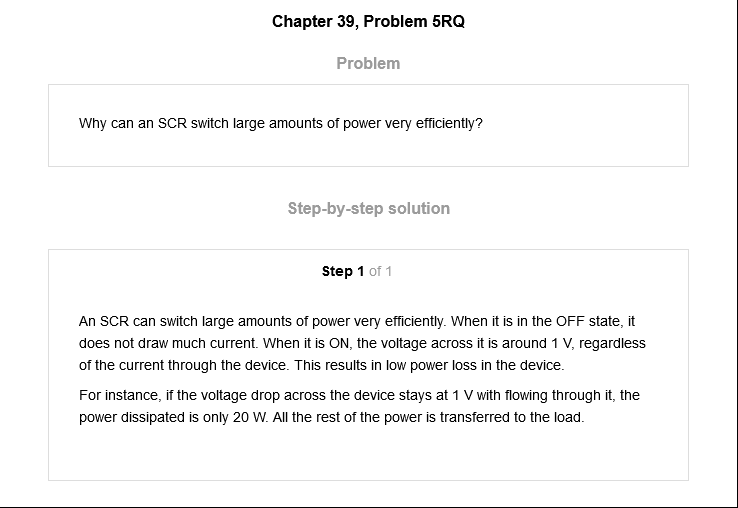 Chapter 39, Problem 5RQ
Problem
Why can an SCR switch large amounts of power very efficiently?
Step-by-step solution
Step 1 of 1
An SCR can switch large amounts of power very efficiently. When it is in the OFF state, it
does not draw much current. When it is ON, the voltage across it is around 1 V, regardless
of the current through the device. This results in low power loss in the device.
For instance, if the voltage drop across the device stays at 1 V with flowing through it, the
power dissipated is only 20 W. All the rest of the power is transferred to the load.